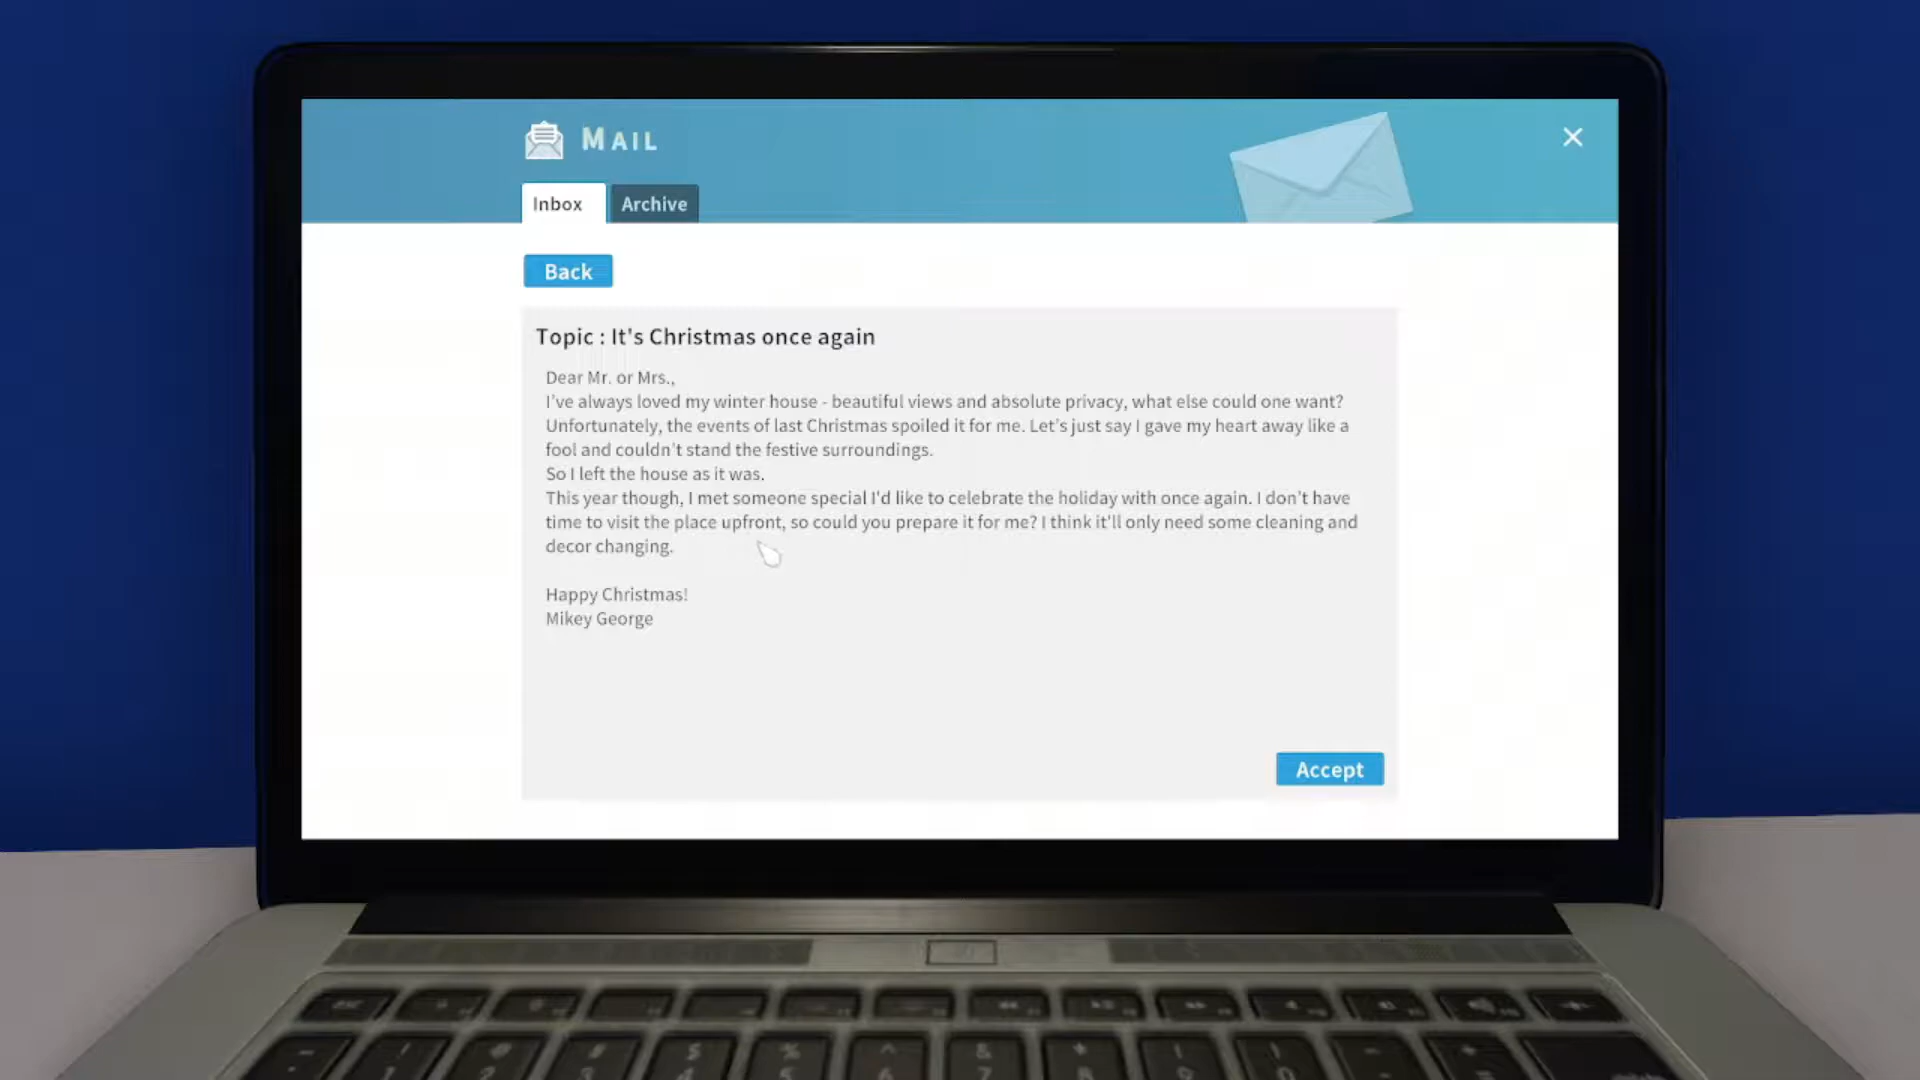 MAIL
Inbox
Archive
Back
Topic : It's Christmas once again
Dear Mr. or Mrs.,
I've always loved my winter house - beautiful views and absolute privacy, what else could one want?
Unfortunately, the events of last Christmas spoiled it for me. Let's just say I gave my heart away like a
fool and couldn't stand the festive surroundings.
So I left the house as it was.
This year though, I met someone special I'd like to celebrate the holiday with once again. I don't have
time to visit the place upfront, so could you prepare it for me? I think it'll only need some cleaning and
decor changing.
Happy Christmas!
Mikey George
Accept